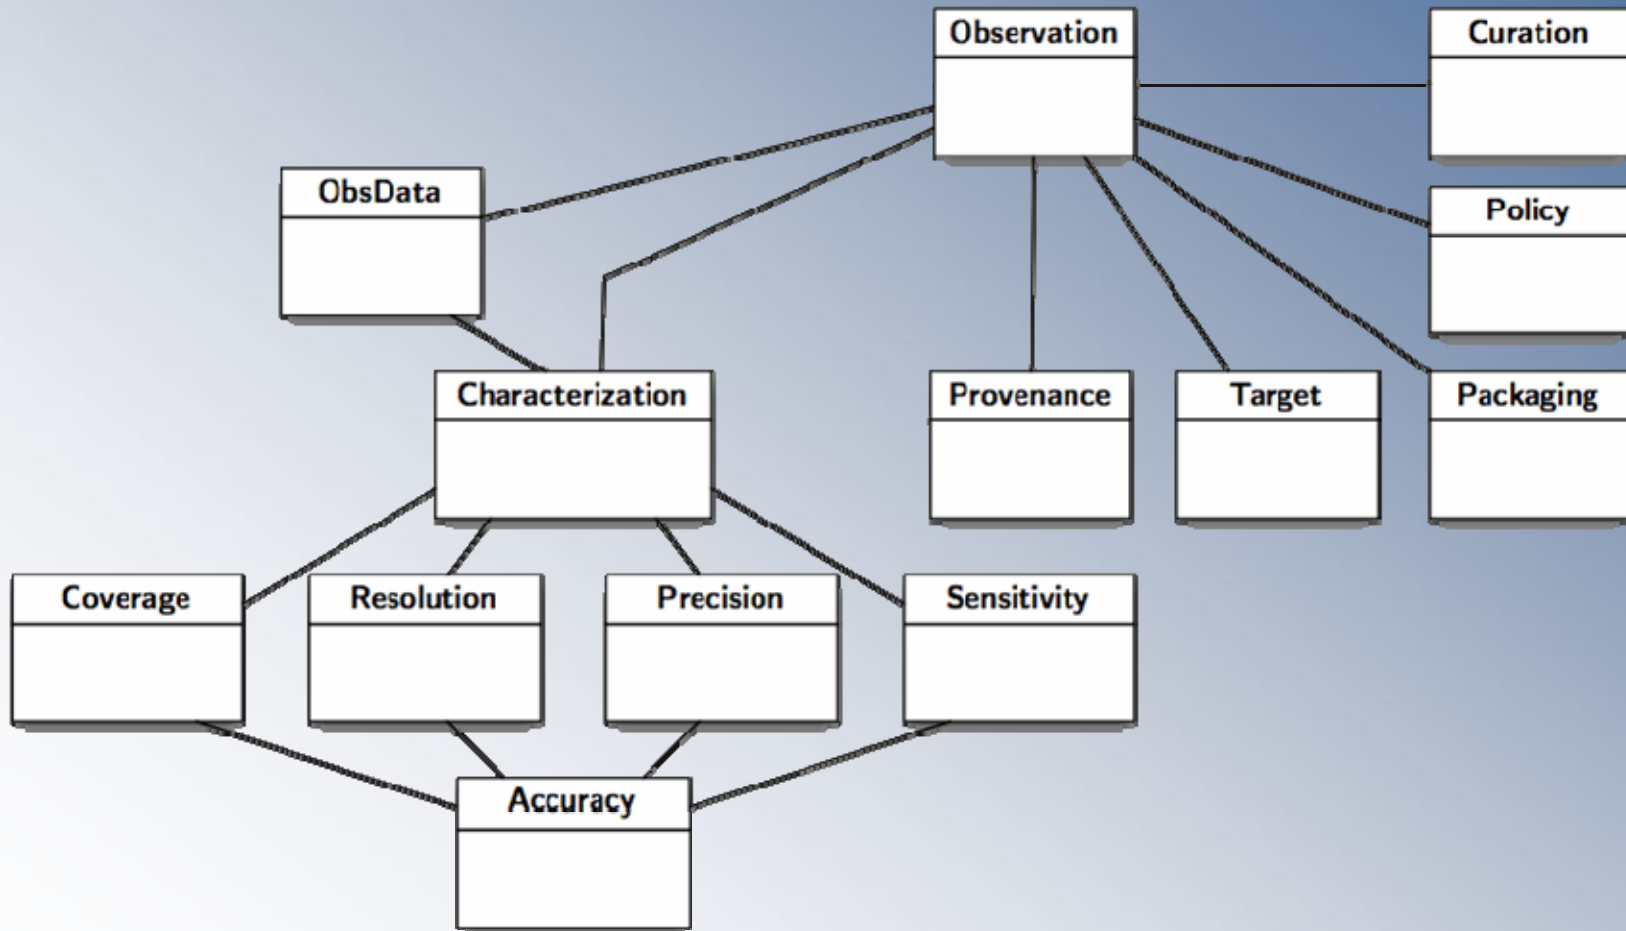 Observation
Curation
ObsData
Policy
Characterization
Provenance
Target
Packaging
Coverage
Resolution
Precision
Sensitivity
Accuracy